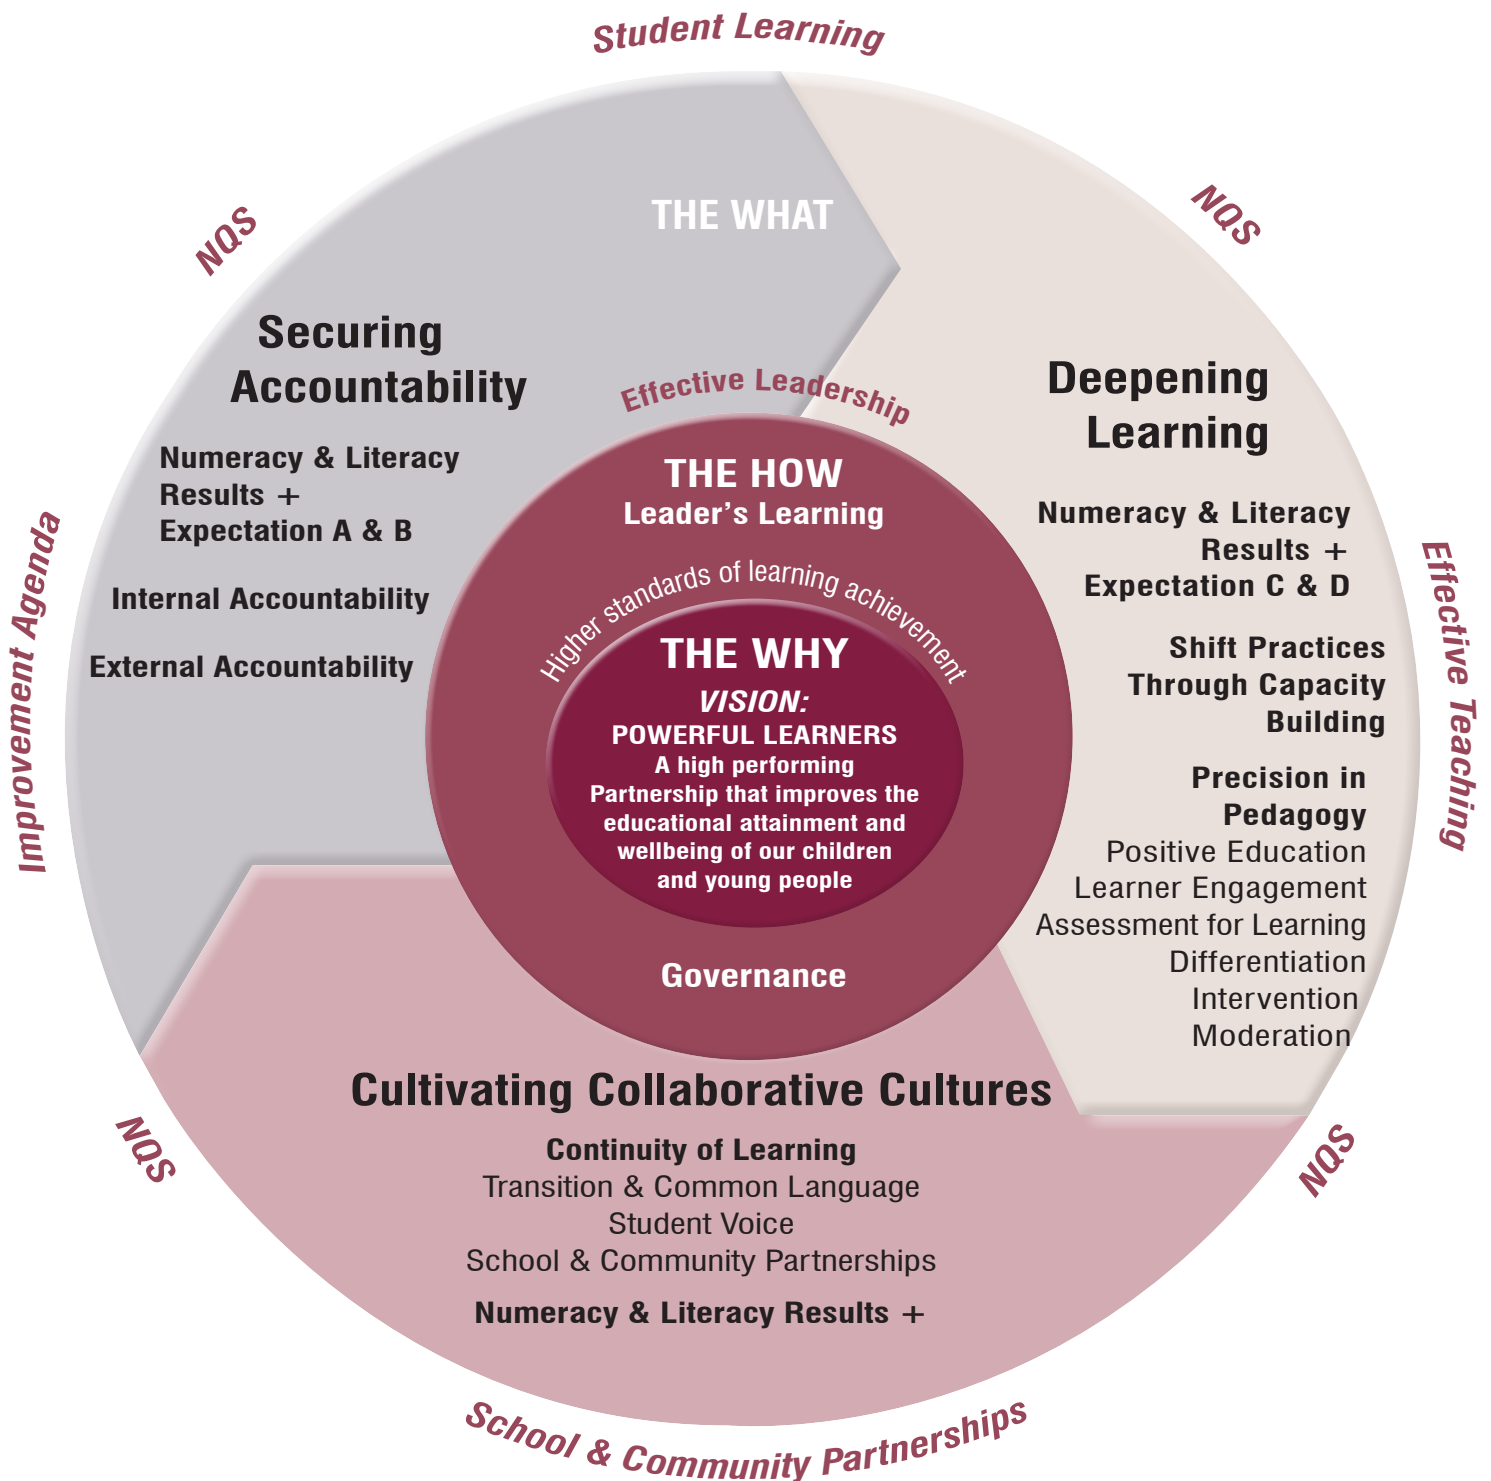 Student Learning
NQS
NQS
THE WHAT
Securing
Accountability
Numeracy & Literacy
Results +
Expectation A & B
Internal Accountability
External Accountability
Improvement Agenda
Effective Leadership
THE HOW
Leader's Learning
Higher standards of learning achievement
THE WHY
VISION:
POWERFUL LEARNERS
A high performing
Partnership that improves the
educational attainment and
wellbeing of our children
and young people
Governance
Deepening
Learning
Numeracy & Literacy
Results +
Expectation C & D
Shift Practices
Through Capacity
Building
Precision in
Pedagogy
Positive Education
Learner Engagement
Assessment for Learning
Differentiation
Intervention
Moderation
Effective Teaching
Cultivating Collaborative Cultures
Continuity of Learning
Transition & Common Language
Student Voice
School & Community Partnerships
Numeracy & Literacy Results +
NQS
NQS
School & Community Partnerships